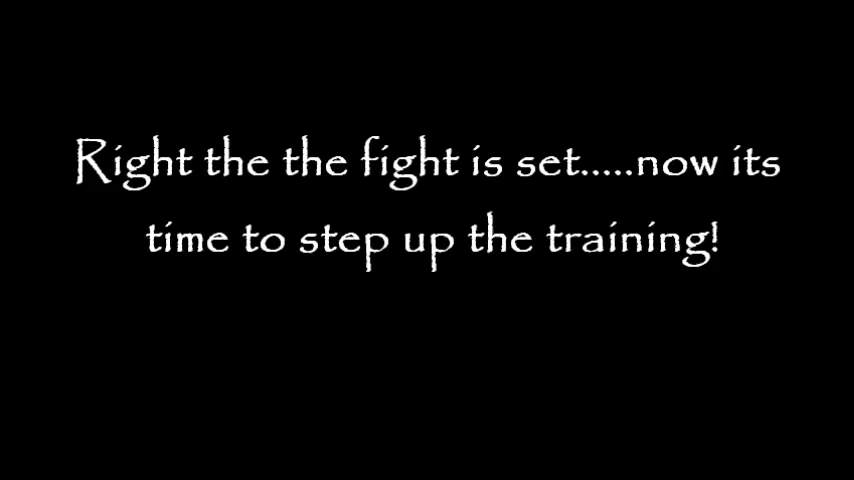 Right the the fight is set.....now its
time to step up the training!